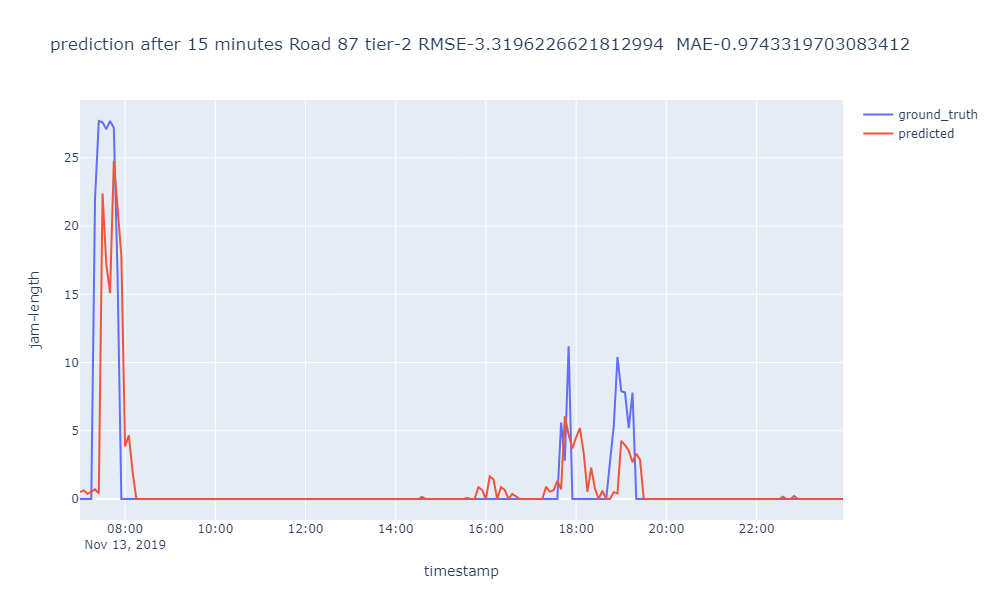 prediction after 15 minutes Road 87 tier-2 RMSE-3.3196226621812994  MAE-0.9743319703083412
ground_truth
predicted
25
20
15
10
5
0
jam-length
08:00 10:00 12:00 14:00 16:00 18:00 20:00 22:00
Nov 13, 2019
timestamp